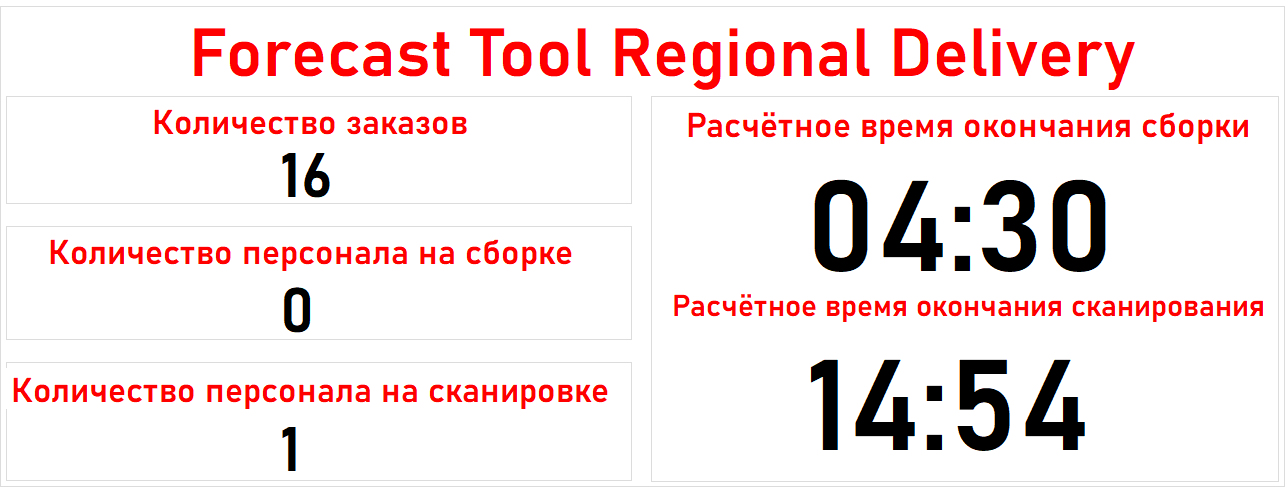 Forecast Tool Regional Delivery
Количество заказов
16
Количество персонала на сборке
0
Количество персонала на сканировке
1
Расчётное время окончания сборки
04:30
Расчётное время окончания сканирования
14:54